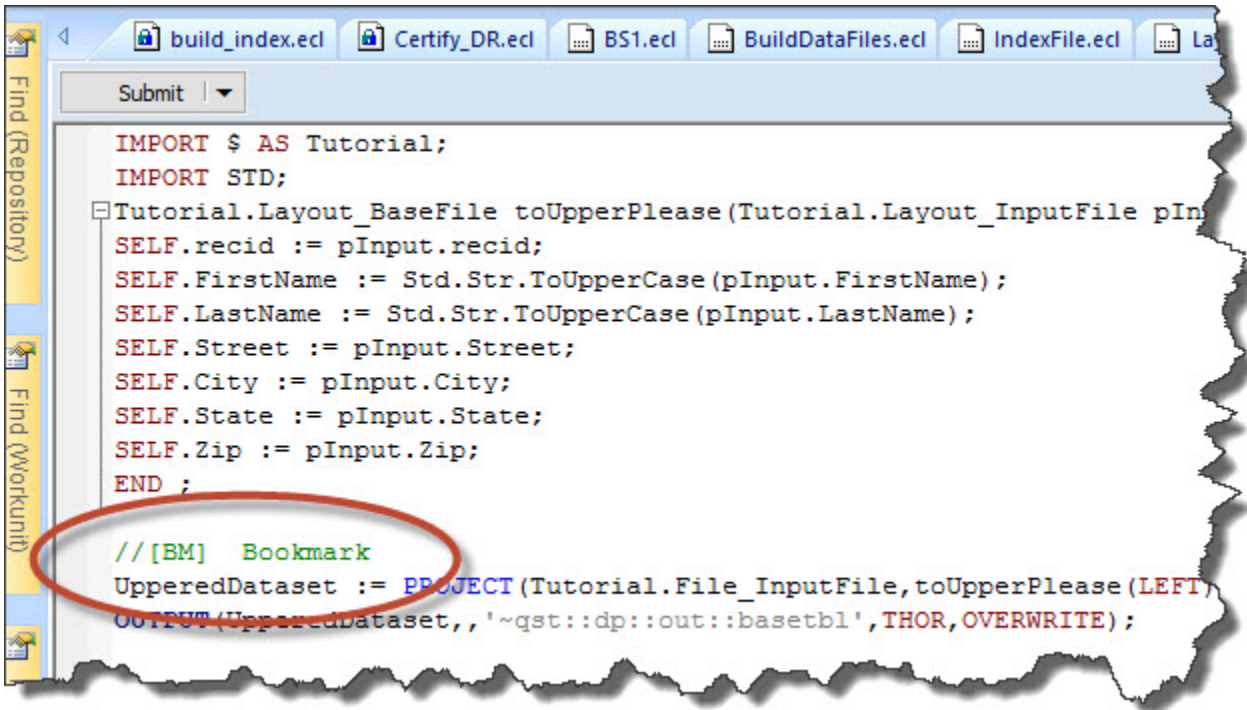 build_index.ecl
Certify_DR.ecl
BS1.ecl
BuildDataFiles.ecl
IndexFile.ecl
Submit
Find (Repository)
Find (Workunit)
IMPORT $ AS Tutorial;
IMPORT STD;
Tutorial.Layout_BaseFile toUpperPlease(Tutorial.Layout_InputFile
SELF.recid := pInput.recid;
SELF.FirstName := Std.Str.ToUpperCase(pInput.FirstName);
SELF.LastName := Std.Str.ToUpperCase(pInput.LastName);
SELF.Street := pInput.Street;
SELF.City := pInput.City;
SELF.State := pInput.State;
SELF.Zip := pInput.Zip;
END ;
//[BM]  Bookmark
UpperedDataset := PROJECT(Tutorial.File_InputFile,toUpperPlease(LEFT)
OUTPUT(UpperedDataset,,'~qst::dp::out::basetbl',THOR,OVERWRITE);